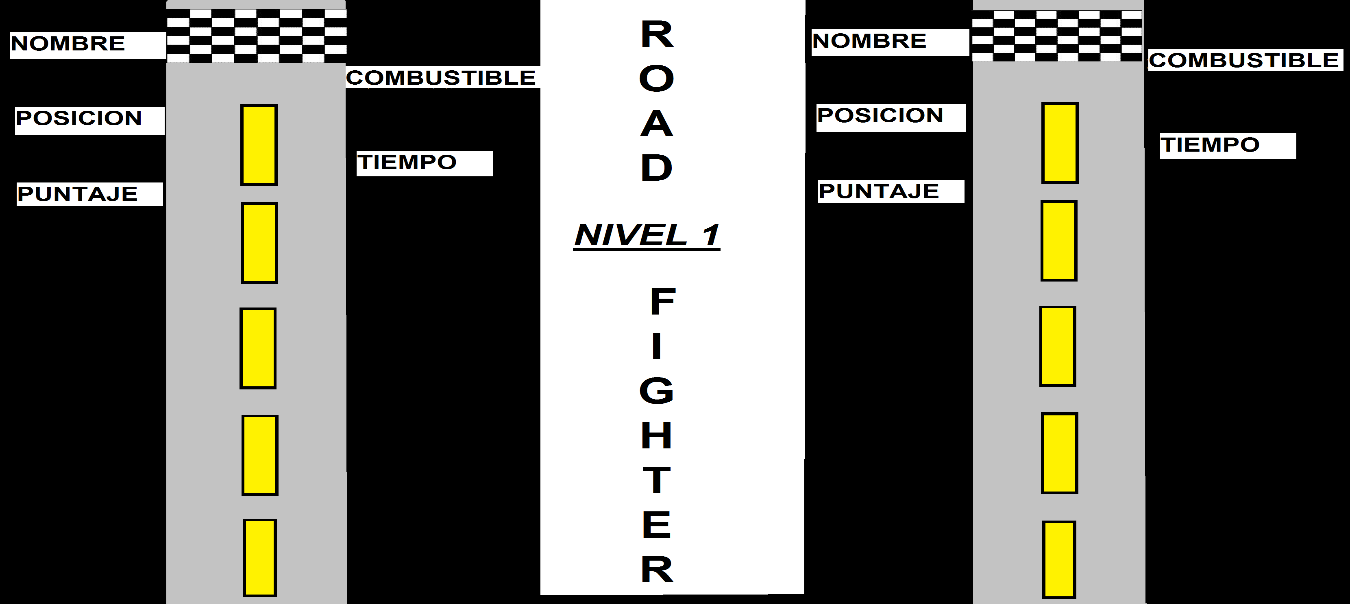 NOMBRE
COMBUSTIBLE
POSICION
TIEMPO
PUNTAJE
R
O
A
D
NIVEL 1
F
I
G
H
T
E
R
NOMBRE
COMBUSTIBLE
POSICION
TIEMPO
PUNTAJE